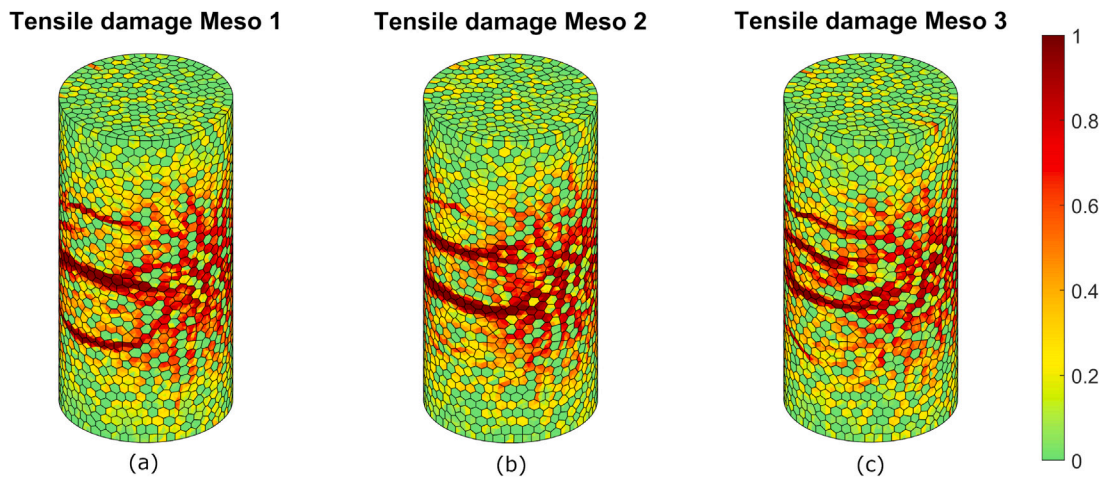 Tensile damage Meso 1
Tensile damage Meso 2
Tensile damage Meso 3
1
0.8
0.6
0.4
0.2
0
(a)
(b)
(c)